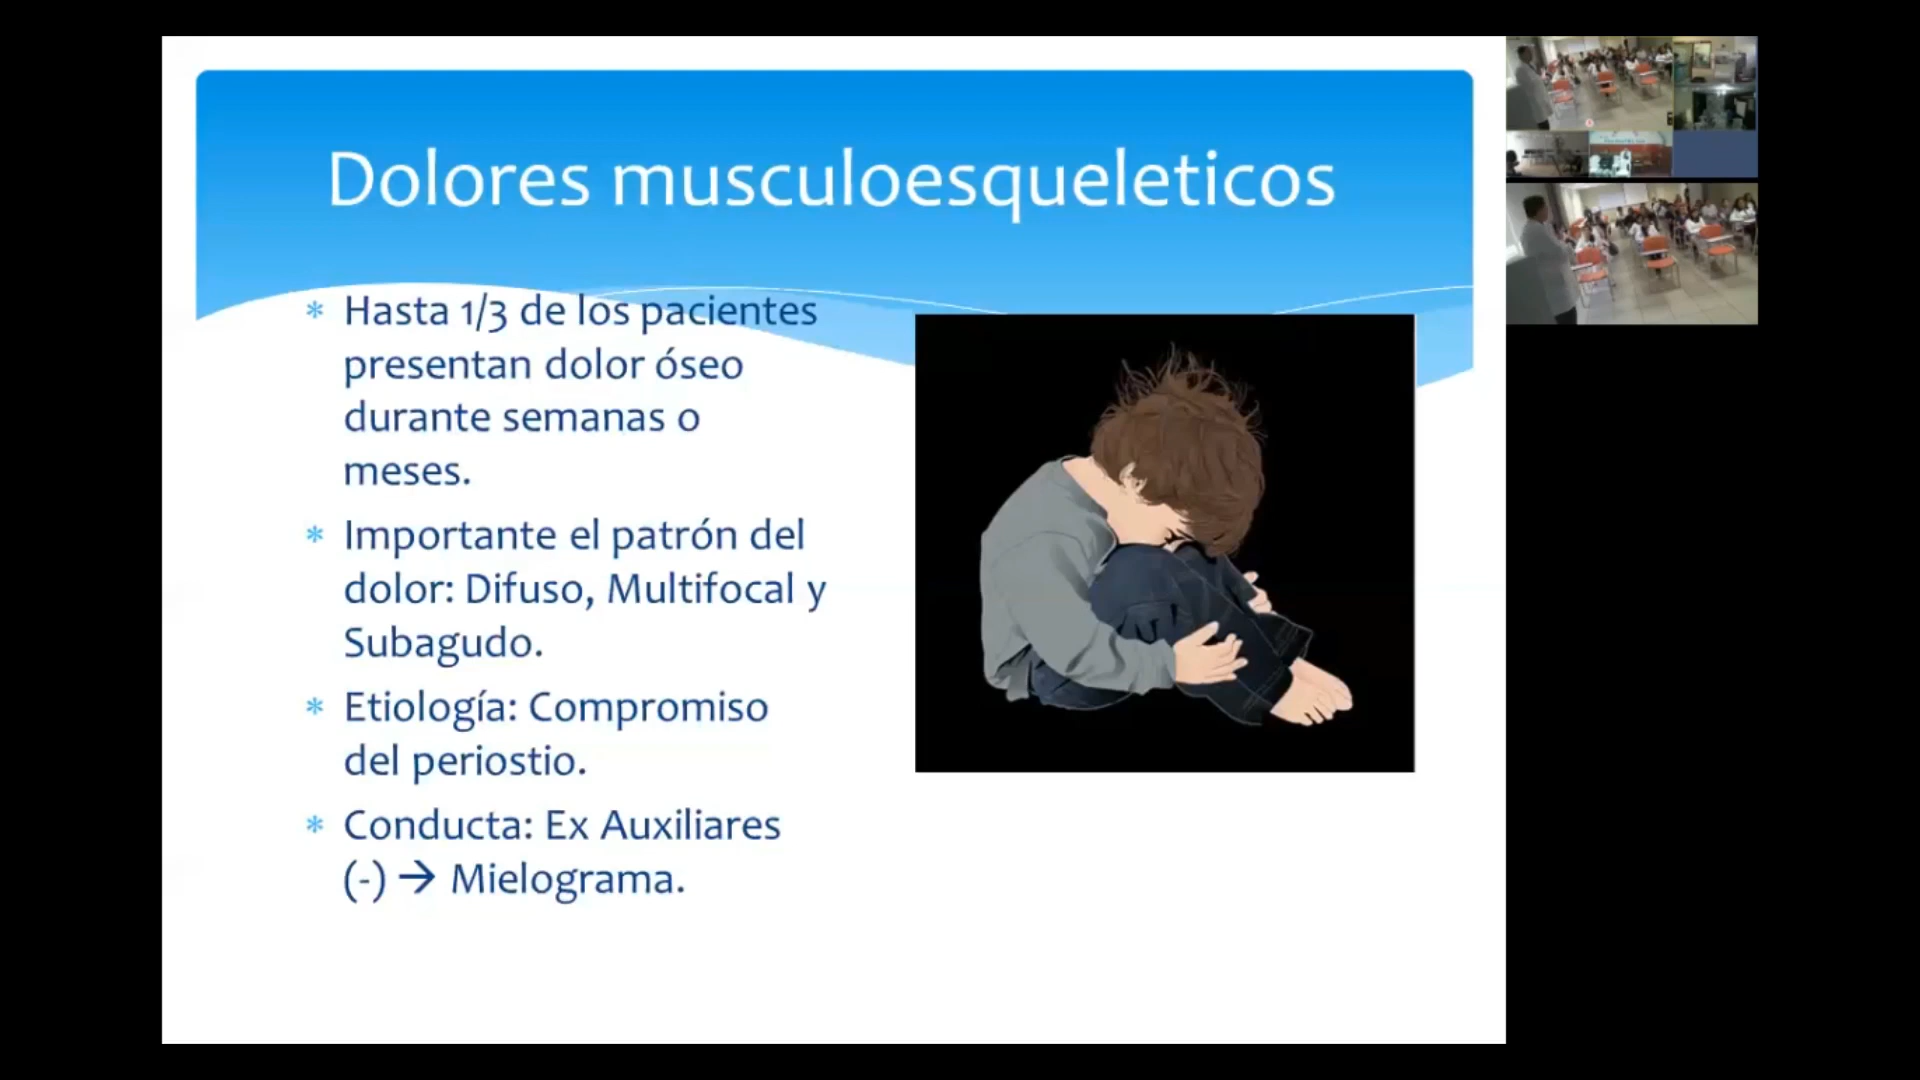 Dolores musculoesqueleticos
* Hasta 1/3 de los pacientes
presentan dolor óseo
durante semanas o
meses.
* Importante el patrón del
dolor: Difuso, Multifocal y
Subagudo.
* Etiología: Compromiso
del periostio.
* Conducta: Ex Auxiliares
(-) → Mielograma.